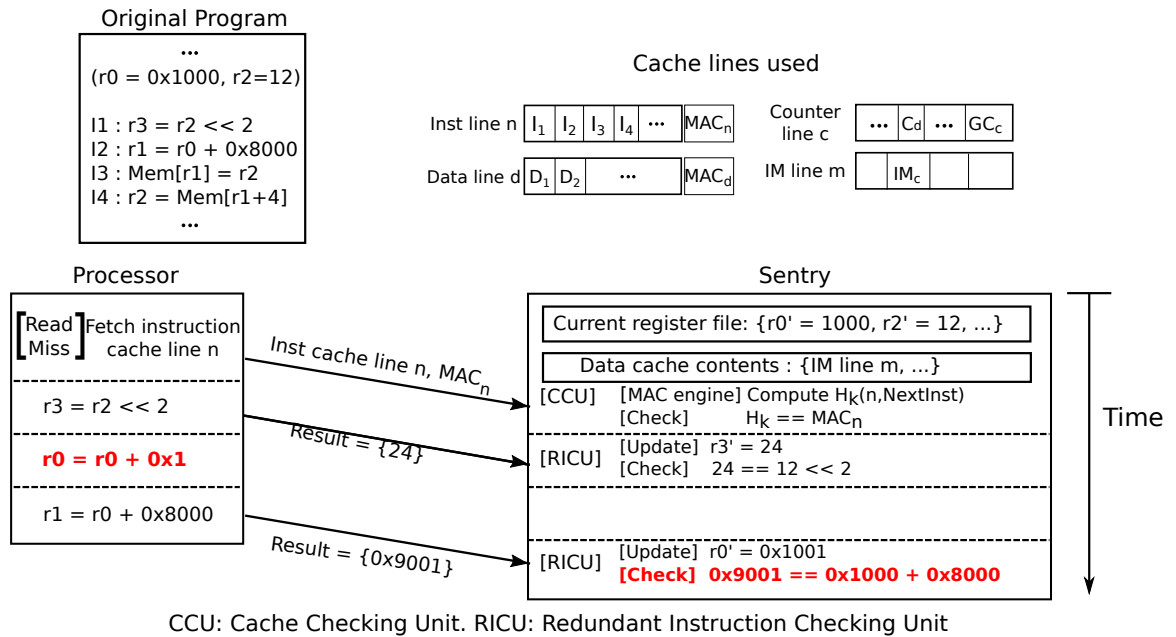 Original Program
...
(r0 = 0x1000, r2=12)
I1 : r3 = r2 << 2
I2 : r1 = r0 + 0x8000
I3 : Mem[r1] = r2
I4 : r2 = Mem[r1+4]
...
Cache lines used
Inst line n I1 I2 I3 I4 ... MACn
Data line d D1 D2 ... MACd
Counter line c ... Cd ... GCc
IM line m IMc
Processor
[Read Miss] Fetch instruction cache line n
r3 = r2 << 2
r0 = r0 + 0x1
r1 = r0 + 0x8000
Inst cache line n, MACn
Result = {24}
Result = {0x9001}
Sentry
Current register file: {r0' = 1000, r2' = 12, ...}
Data cache contents : {IM line m, ...}
[CCU] [MAC engine] Compute Hk(n,NextInst)
[Check] Hk == MACn
[RICU] [Update] r3' = 24
[Check] 24 == 12 << 2
[RICU] [Update] r0' = 0x1001
[Check] 0x9001 == 0x1000 + 0x8000
Time
CCU: Cache Checking Unit. RICU: Redundant Instruction Checking Unit